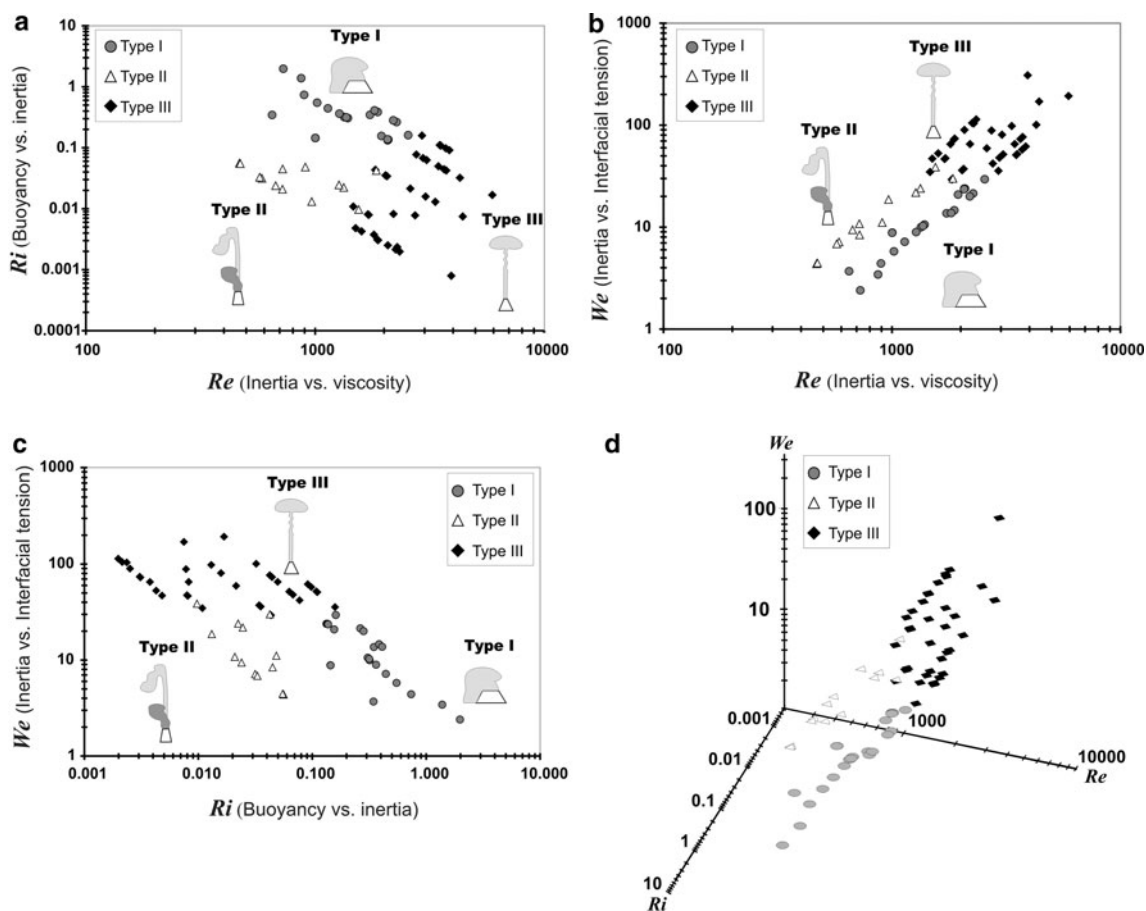 a
10
1
0.1
0.01
0.001
0.0001
100
1000
10000
Ri (Buoyancy vs. inertia)
Re (Inertia vs. viscosity)
Type I
Type II
Type III
Type I
Type II
Type III
b
1000
100
10
1
100
1000
10000
We (Inertia vs. Interfacial tension)
Re (Inertia vs. viscosity)
Type I
Type II
Type III
Type III
Type II
Type I
c
1000
100
10
1
0.001
0.010
0.100
1.000
10.000
We (Inertia vs. Interfacial tension)
Ri (Buoyancy vs. inertia)
Type III
Type I
Type II
Type III
Type II
Type I
d
We
Type I
Type II
Type III
100
10
0.001
0.01
0.1
1
10
Ri
1000
10000
Re